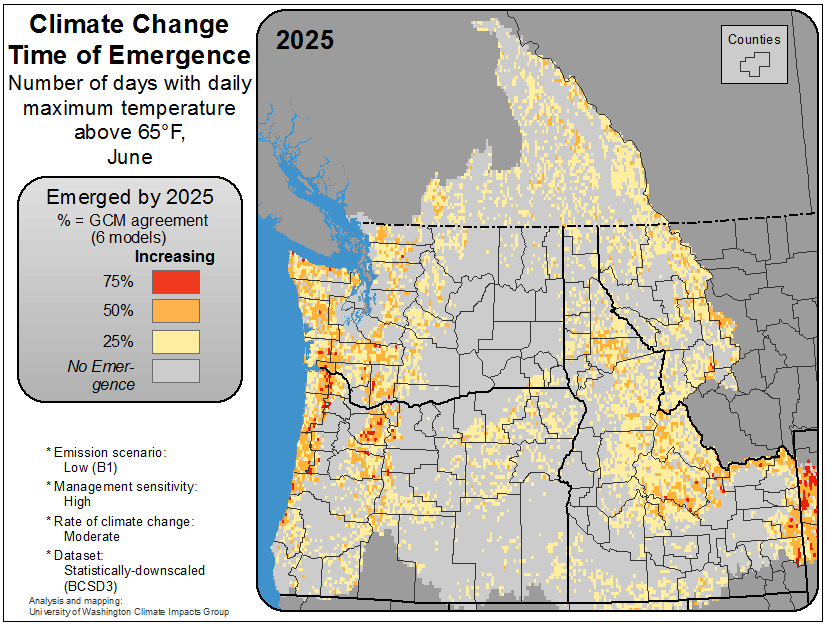 Climate Change
Time of Emergence
Number of days with daily
maximum temperature
above 65°F,
June
Emerged by 2025
% = GCM agreement
(6 models)
Increasing
75%
50%
25%
No Emer-
gence
* Emission scenario:
Low (B1)
* Management sensitivity:
High
* Rate of climate change:
Moderate
* Dataset:
Statistically-downscaled
(BCSD3)
Analysis and mapping:
University of Washington Climate Impacts Group
2025
Counties